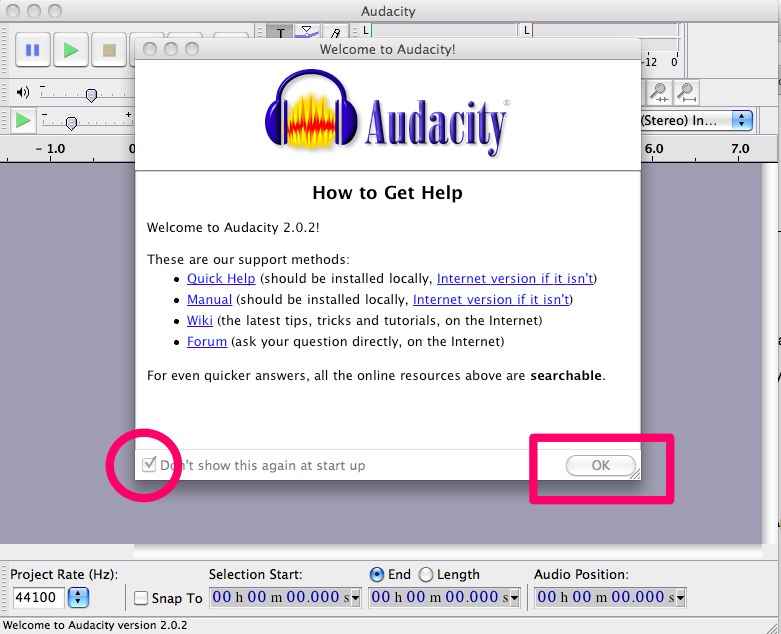 Audacity
L
L
-12 0
Welcome to Audacity!
Audacity®
(Stereo) In...
- 1.0
6.0
7.0
How to Get Help
Welcome to Audacity 2.0.2!
These are our support methods:
• Quick Help (should be installed locally, Internet version if it isn't)
• Manual (should be installed locally, Internet version if it isn't)
• Wiki (the latest tips, tricks and tutorials, on the Internet)
• Forum (ask your question directly, on the Internet)
For even quicker answers, all the online resources above are searchable.
Don't show this again at start up
OK
Project Rate (Hz):
Selection Start:
End
Length
Audio Position:
44100
Snap To
00 h 00 m 00.000 s
00 h 00 m 00.000 s
00 h 00 m 00.000 s
Welcome to Audacity version 2.0.2